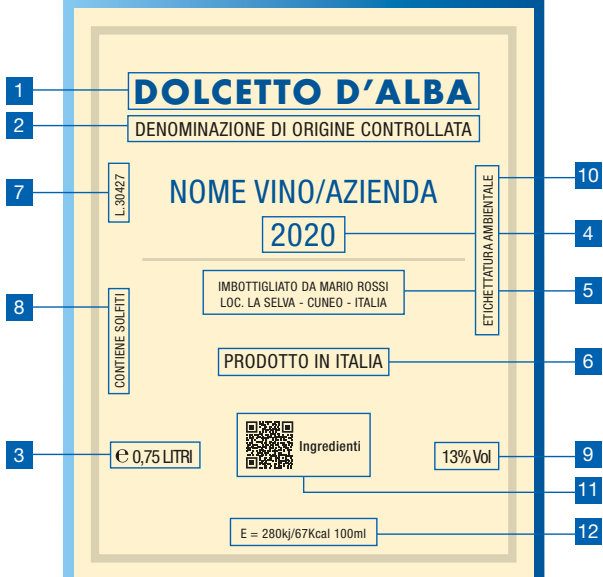 1
DOLCETTO D'ALBA
2
DENOMINAZIONE DI ORIGINE CONTROLLATA
7
L.30427
NOME VINO/AZIENDA
10
ETICHETTATURA AMBIENTALE
2020
4
IMBOTTIGLIATO DA MARIO ROSSI
LOC. LA SELVA - CUNEO - ITALIA
5
8
CONTIENE SOLFITI
PRODOTTO IN ITALIA
6
3
℮ 0,75 LITRI
Ingredienti
13% Vol
9
11
E = 280kj/67Kcal 100ml
12